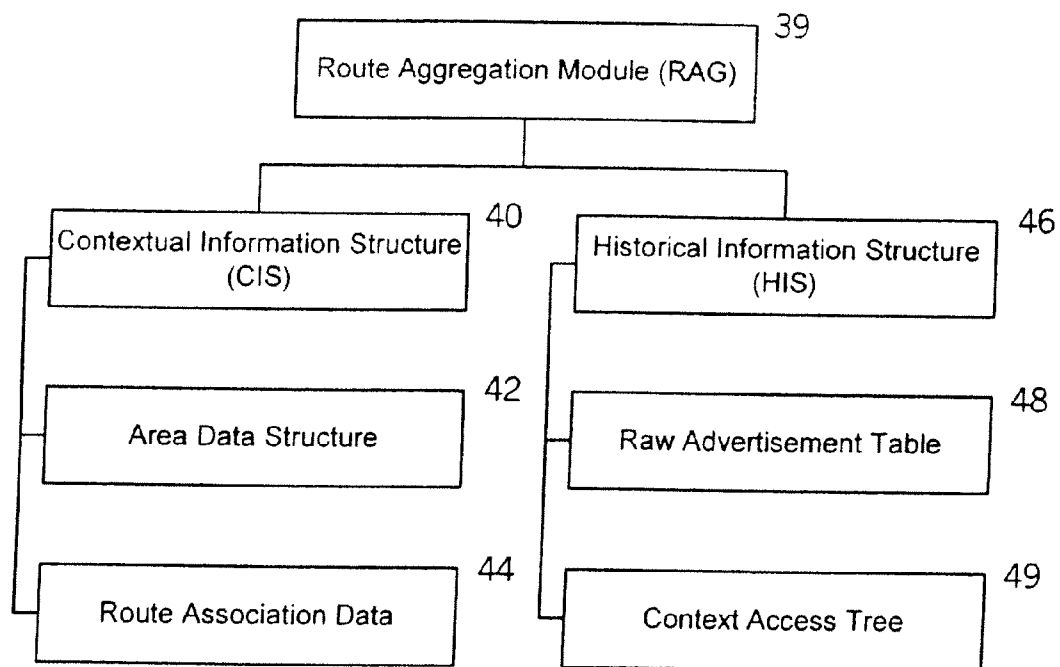 39
Route Aggregation Module (RAG)
40
Contextual Information Structure
(CIS)
46
Historical Information Structure
(HIS)
42
Area Data Structure
48
Raw Advertisement Table
44
Route Association Data
49
Context Access Tree